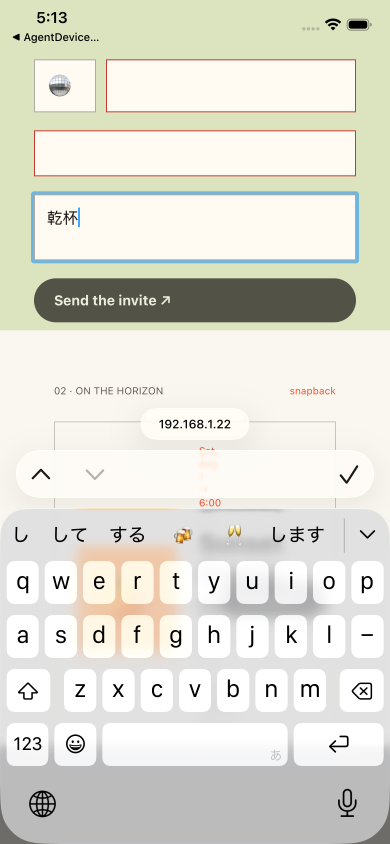 5:13
◀ AgentDevice...
乾杯
Send the invite ↗
02 · ON THE HORIZON
snapback
192.168.1.22
Sat
6:00
し して する 🍻 🥂 します
q w e r t y u i o p
a s d f g h j k l –
z x c v b n m
123
あ